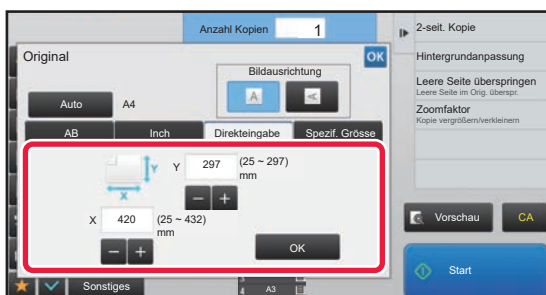 Anzahl Kopien 1
Original
OK
Bildausrichtung
A
A
Auto
A4
AB
Inch
Direkteingabe
Spezif. Grösse
Y
X
Y 297 (25 ~ 297)
mm
X 420 (25 ~ 432)
mm
OK
Sonstiges
4 A3
2-seit. Kopie
Hintergrundanpassung
Leere Seite überspringen
Leere Seite im Orig. überspr.
Zoomfaktor
Kopie vergrößern/verkleinern
Vorschau
CA
Start